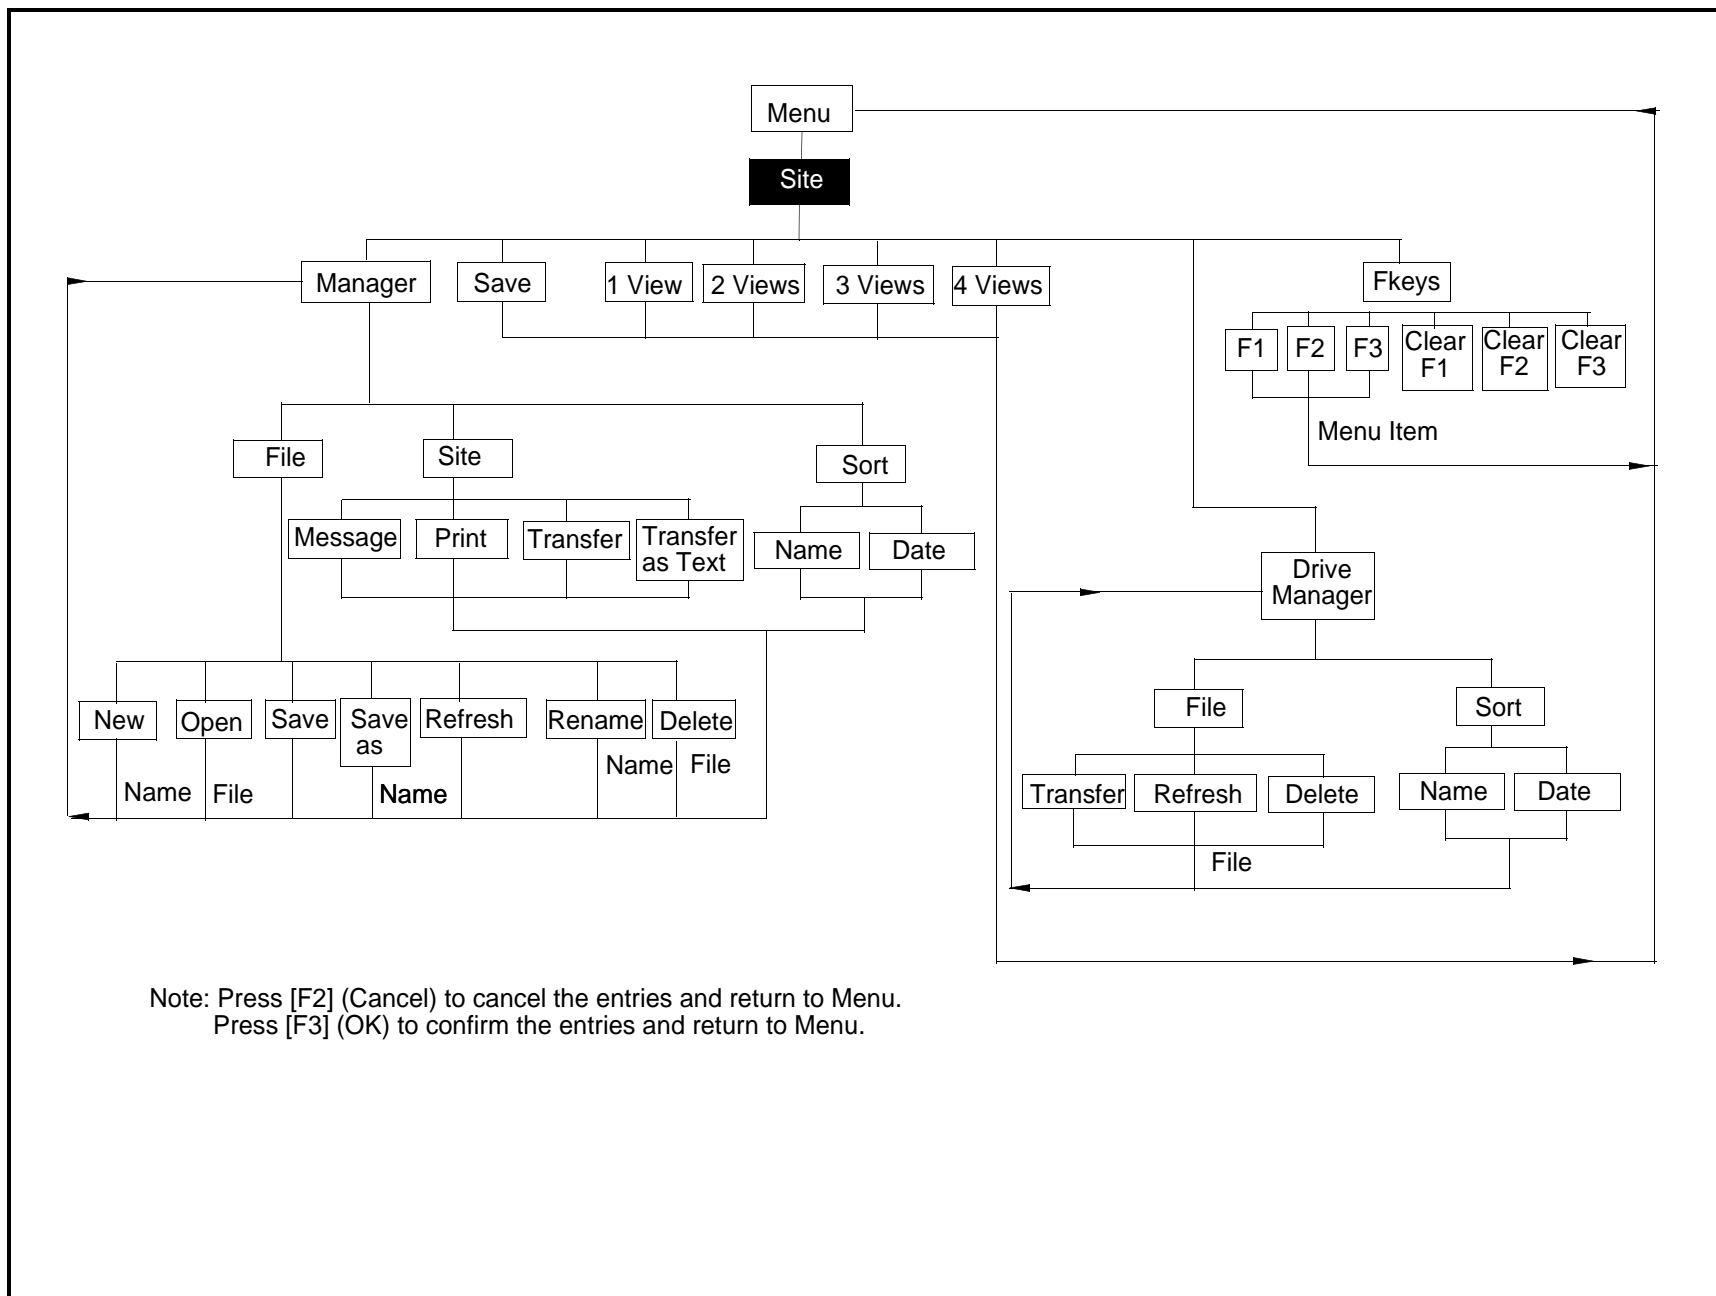 Menu
Site
Manager
Save
1 View
2 Views
3 Views
4 Views
Fkeys
F1
F2
F3
Clear
F1
Clear
F2
Clear
F3
Menu Item
File
Site
Sort
Message
Print
Transfer
Transfer
as Text
Name
Date
Drive
Manager
New
Open
Save
Save
as
Refresh
Rename
Delete
Name
File
Name
Name
File
File
Sort
Transfer
Refresh
Delete
Name
Date
File
Note: Press [F2] (Cancel) to cancel the entries and return to Menu.
Press [F3] (OK) to confirm the entries and return to Menu.